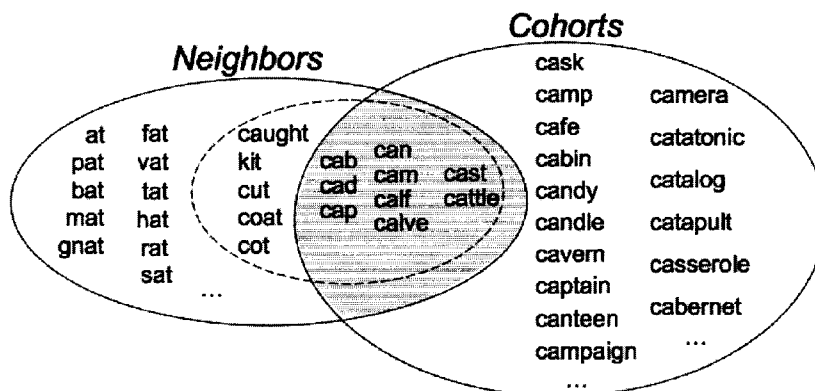 Neighbors
Cohorts
at
pat
bat
mat
gnat
fat
vat
tat
hat
rat
sat
...
caught
kit
cut
coat
cot
cab
cad
cap
can
cam
calf
calve
cast
cattle
cask
camp
cafe
cabin
candy
candle
cavern
captain
canteen
campaign
...
camera
catatonic
catalog
catapult
casserole
cabernet
...